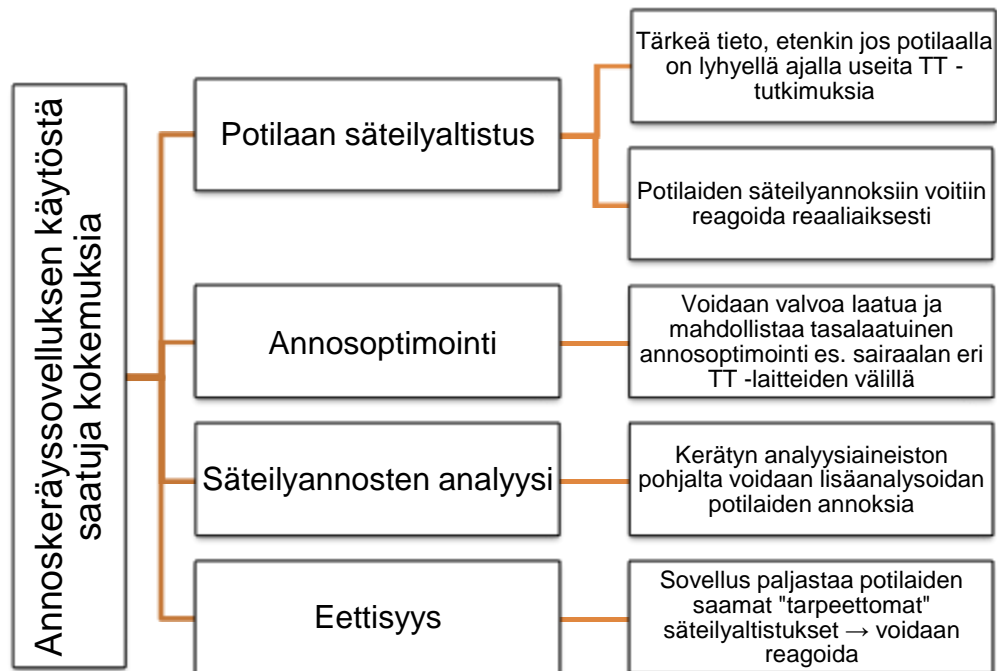 Annoskeräyssovelluksen käytöstä
saatuja kokemuksia
Potilaan säteilyaltistus
Tärkeä tieto, etenkin jos potilaalla
on lyhyellä ajalla useita TT -
tutkimuksia
Potilaiden säteilyannoksiin voitiin
reagoida reaaliaiksesti
Annosoptimointi
Voidaan valvoa laatua ja
mahdollistaa tasalaatuinen
annosoptimointi es. sairaalan eri
TT -laitteiden välillä
Säteilyannosten analyysi
Kerätyn analyysiaineiston
pohjalta voidaan lisäanalysoidan
potilaiden annoksia
Eettisyys
Sovellus paljastaa potilaiden
saamat "tarpeettomat"
säteilyaltistukset → voidaan
reagoida